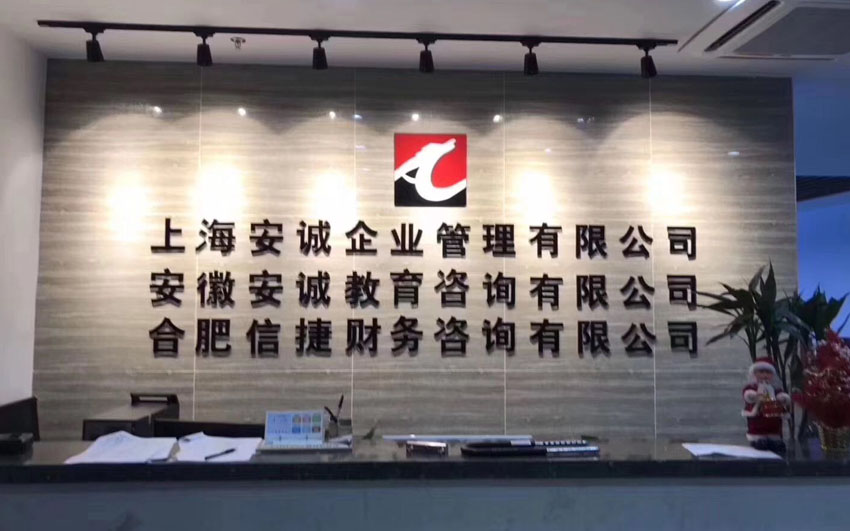 上海安诚企业管理有限公司
安徽安诚教育咨询有限公司
合肥信捷财务咨询有限公司